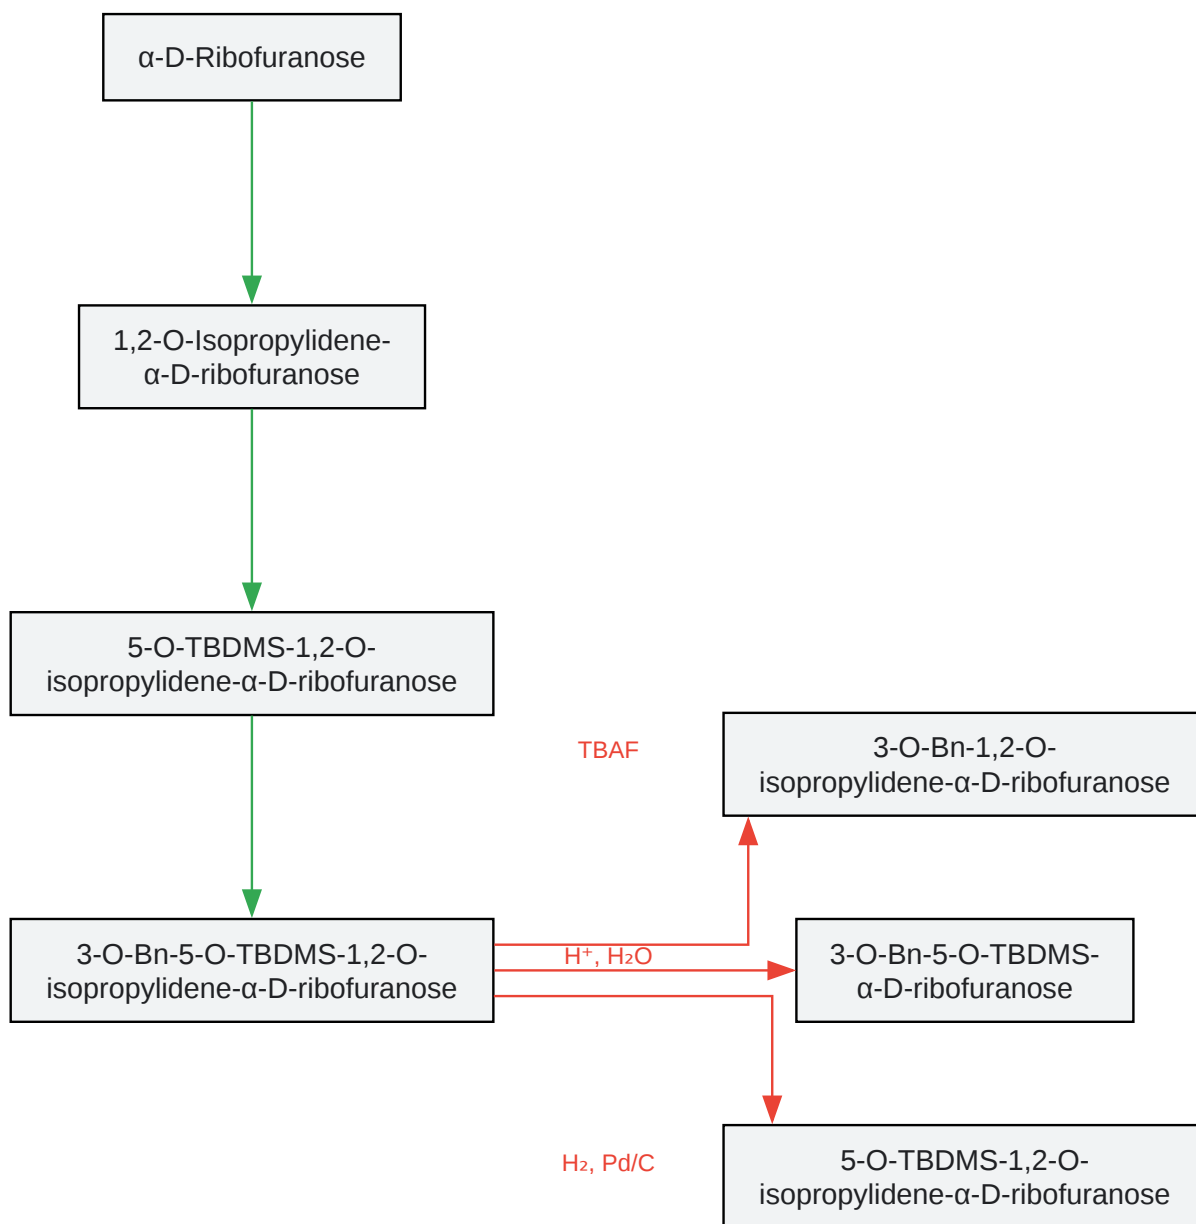 α-D-Ribofuranose
1,2-O-Isopropylidene-
α-D-ribofuranose
5-O-TBDMS-1,2-O-
isopropylidene-α-D-ribofuranose
TBAF
3-O-Bn-1,2-O-
isopropylidene-α-D-ribofuranose
3-O-Bn-5-O-TBDMS-1,2-O-
isopropylidene-α-D-ribofuranose
H⁺, H₂O
3-O-Bn-5-O-TBDMS-
α-D-ribofuranose
H₂, Pd/C
5-O-TBDMS-1,2-O-
isopropylidene-α-D-ribofuranose